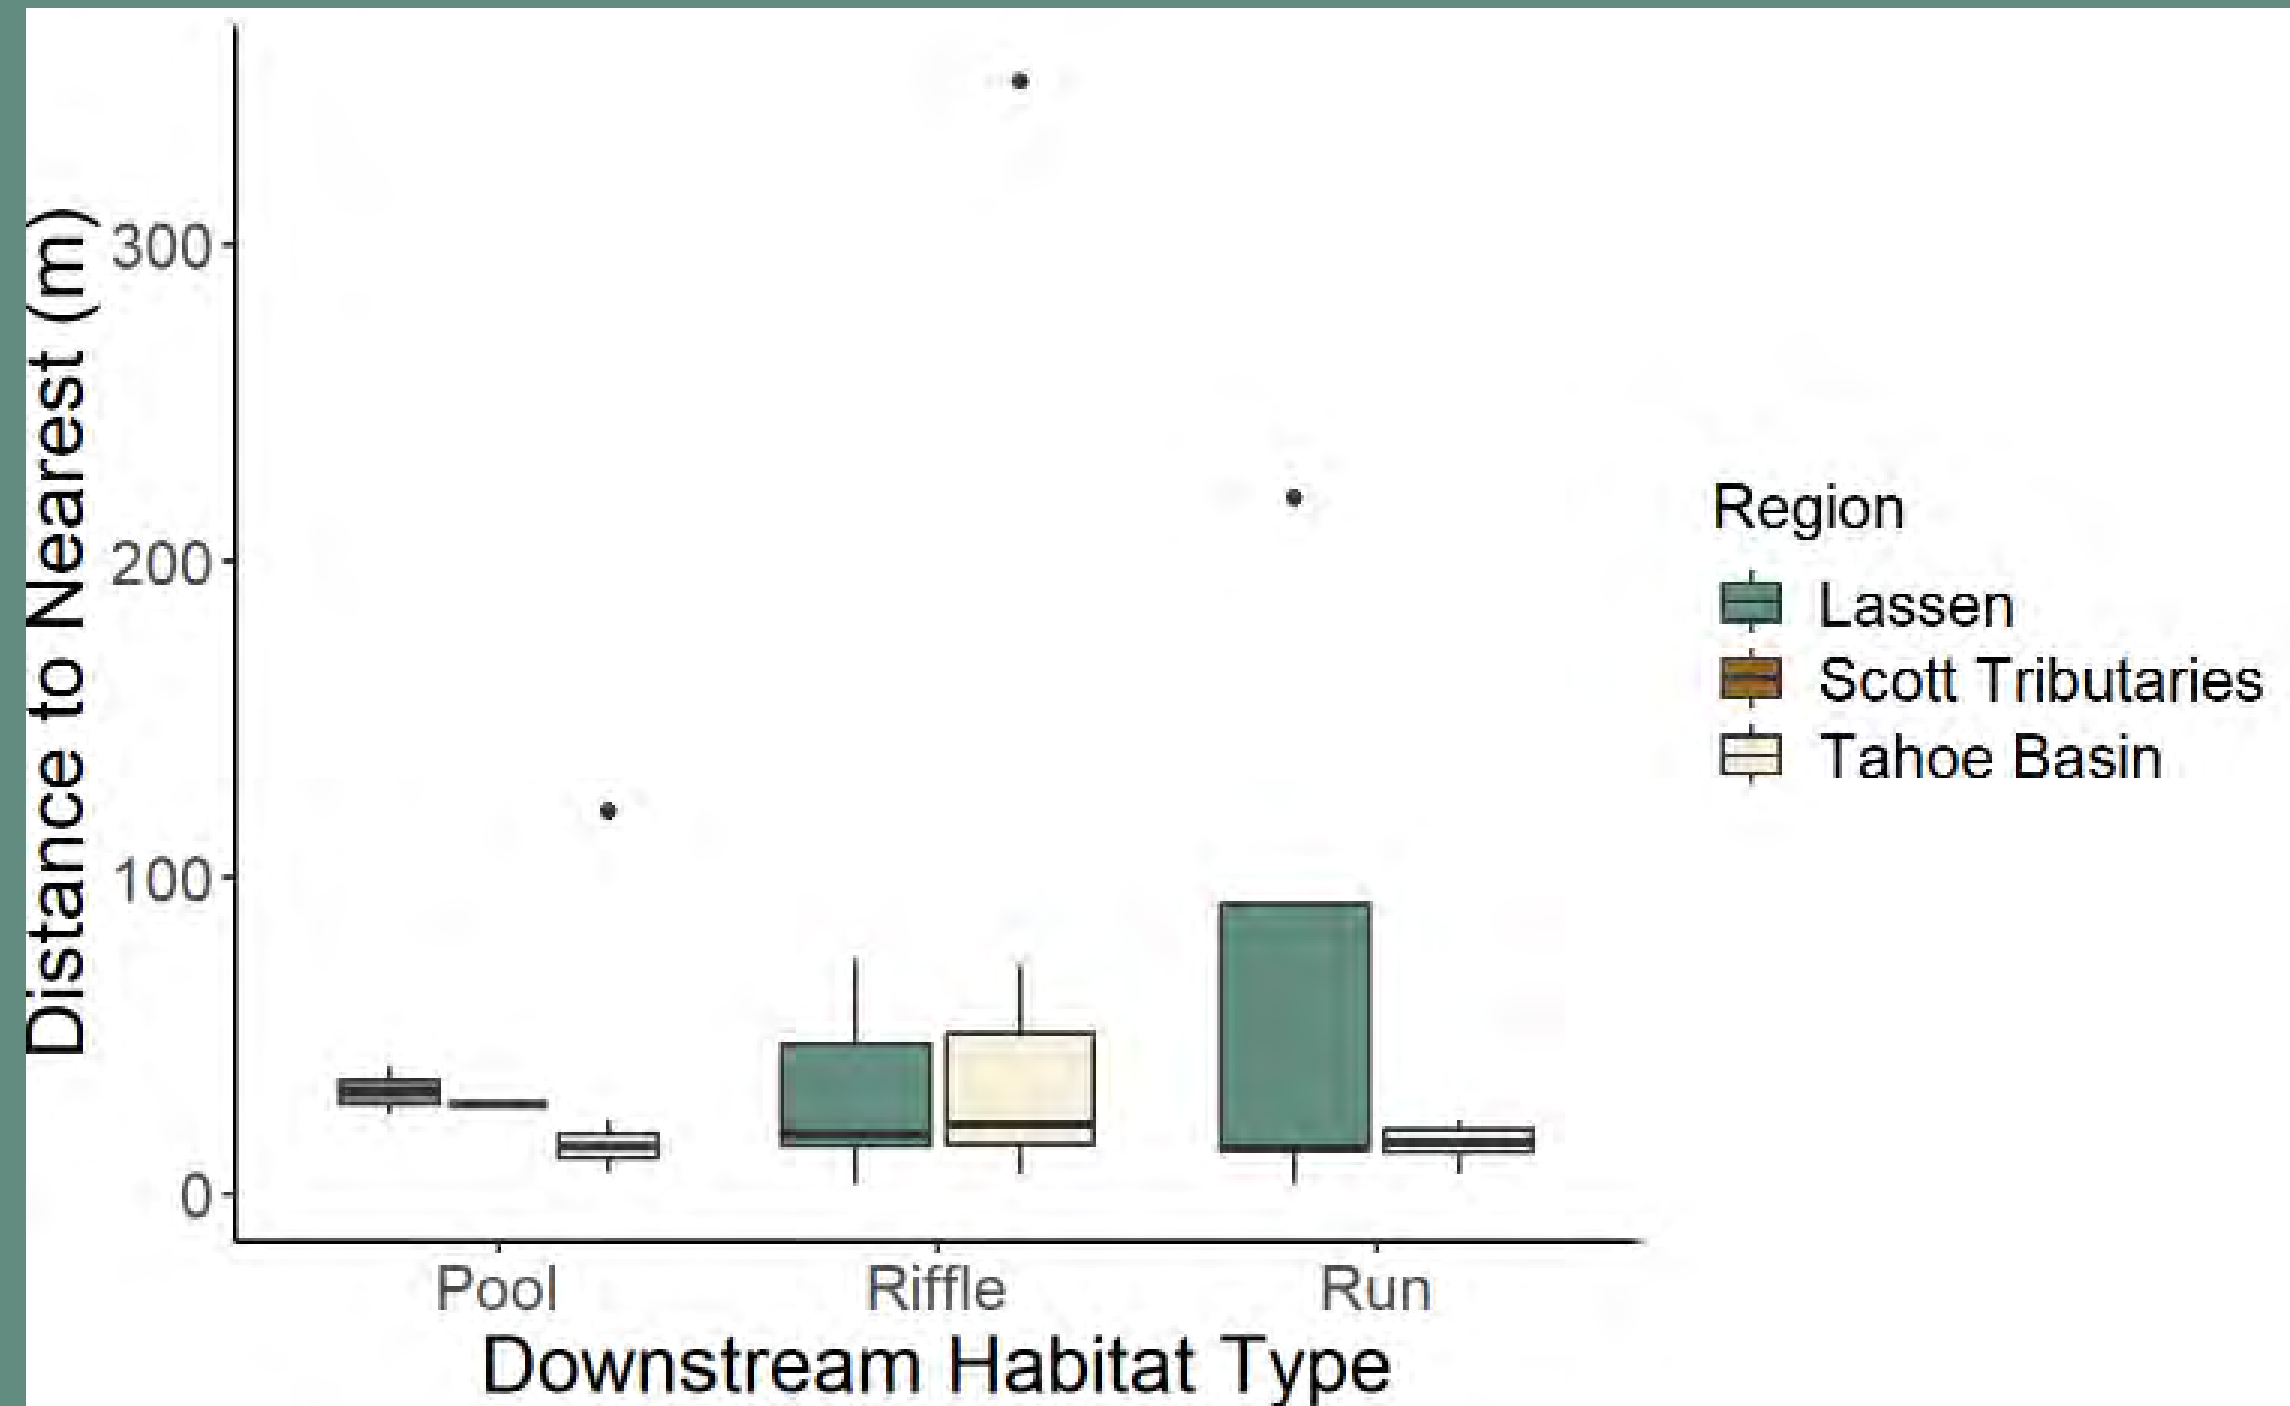 Distance to Nearest (m)
300
200
100
0
Pool
Riffle
Run
Downstream Habitat Type
Region
Lassen
Scott Tributaries
Tahoe Basin